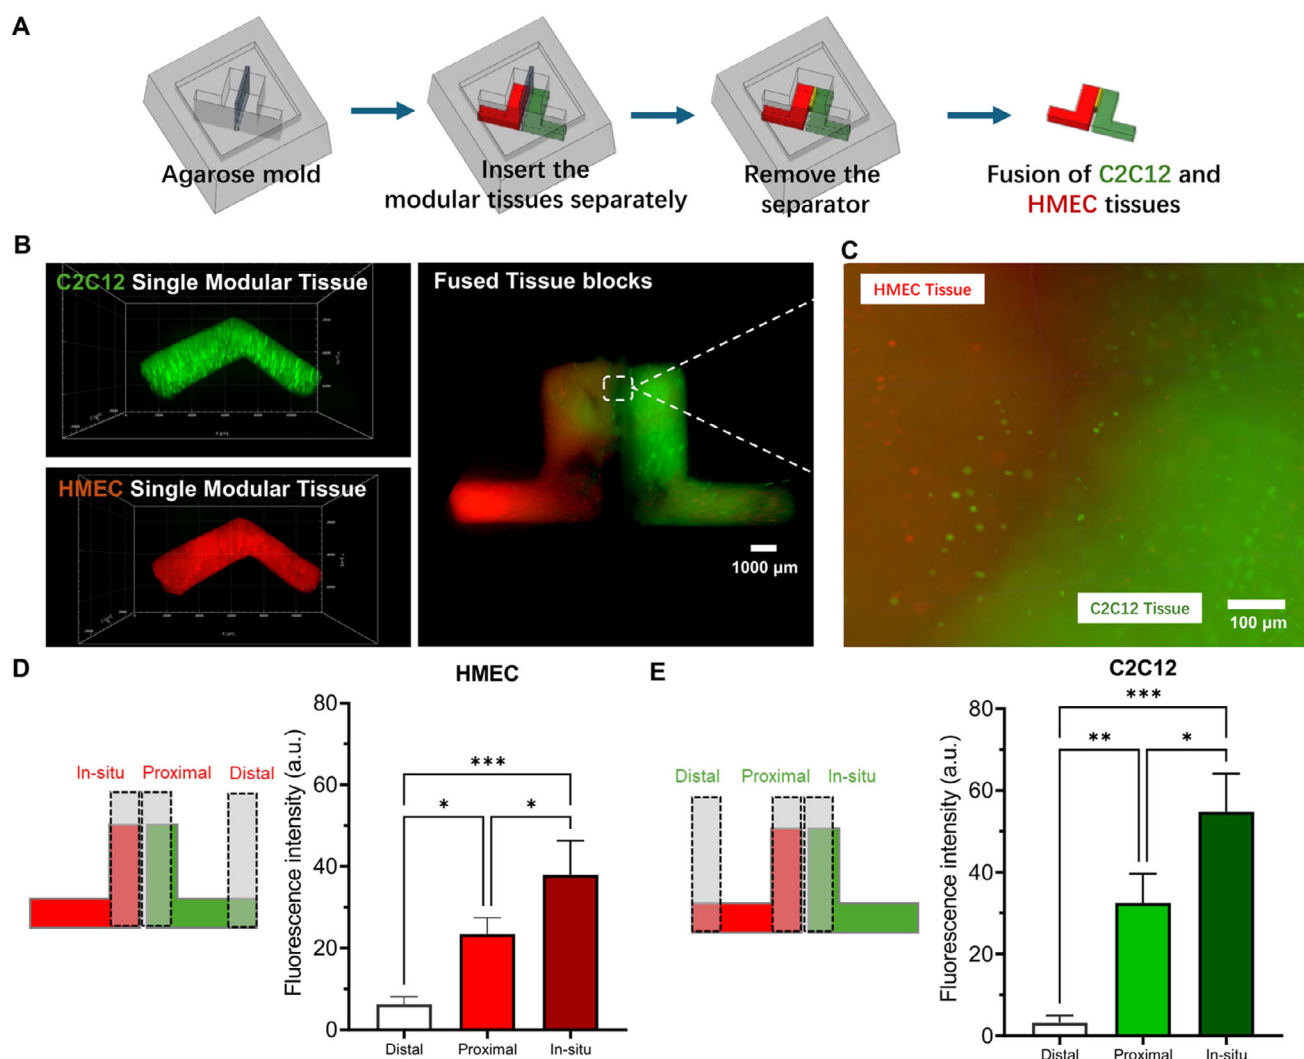 A
Agarose mold
Insert the
modular tissues separately
Remove the
separator
Fusion of C2C12 and
HMEC tissues
B
C2C12 Single Modular Tissue
HMEC Single Modular Tissue
Fused Tissue blocks
1000 µm
C
HMEC Tissue
C2C12 Tissue
100 µm
D
In-situ Proximal Distal
HMEC
Fluorescence intensity (a.u.)
80
60
40
20
0
***
* *
Distal Proximal In-situ
E
Distal Proximal In-situ
C2C12
Fluorescence intensity (a.u.)
80
60
40
20
0
***
** *
Distal Proximal In-situ